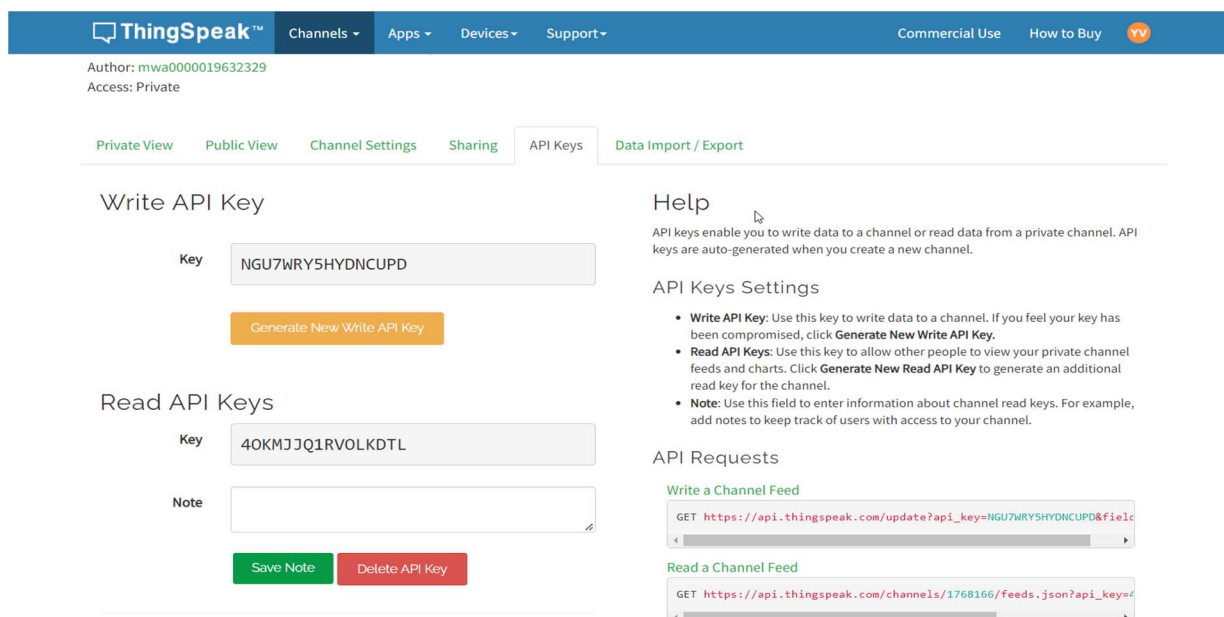 ThingSpeak™ Channels Apps Devices Support Commercial Use How to Buy YV
Author: mwa0000019632329
Access: Private
Private View Public View Channel Settings Sharing API Keys Data Import / Export
Write API Key
Key NGU7WRY5HYDNCUPD
Generate New Write API Key
Read API Keys
Key 4OKMJJQ1RVOLKDTL
Note
Save Note Delete API Key
Help
API keys enable you to write data to a channel or read data from a private channel. API
keys are auto-generated when you create a new channel.
API Keys Settings
• Write API Key: Use this key to write data to a channel. If you feel your key has
been compromised, click Generate New Write API Key.
• Read API Keys: Use this key to allow other people to view your private channel
feeds and charts. Click Generate New Read API Key to generate an additional
read key for the channel.
• Note: Use this field to enter information about channel read keys. For example,
add notes to keep track of users with access to your channel.
API Requests
Write a Channel Feed
GET https://api.thingspeak.com/update?api_key=NGU7WRY5HYDNCUPD&fiel
Read a Channel Feed
GET https://api.thingspeak.com/channels/1768166/feeds.json?api_key=4